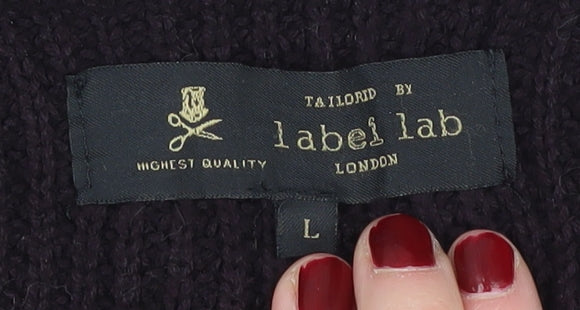 TAILORED BY
label lab
LONDON
HIGHEST QUALITY
L